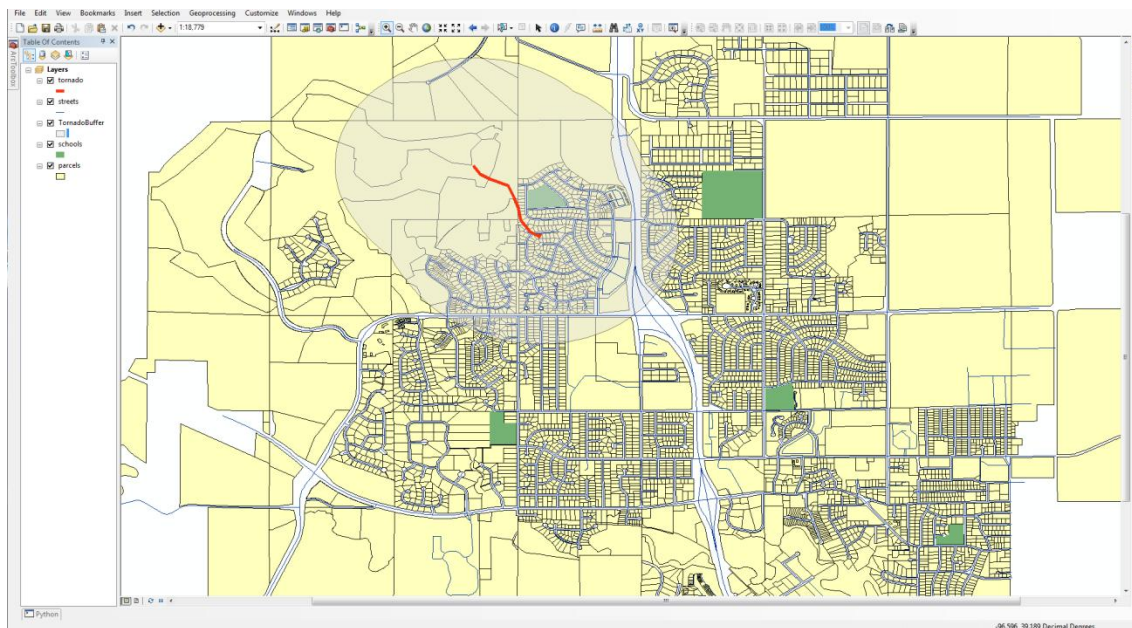 File Edit View Bookmarks Insert Selection Geoprocessing Customize Windows Help
1:18,779
Table Of Contents
ArcToolbox
Layers
tornado
streets
TornadoBuffer
schools
parcels
Python
-96.596 39.189 Decimal Degrees